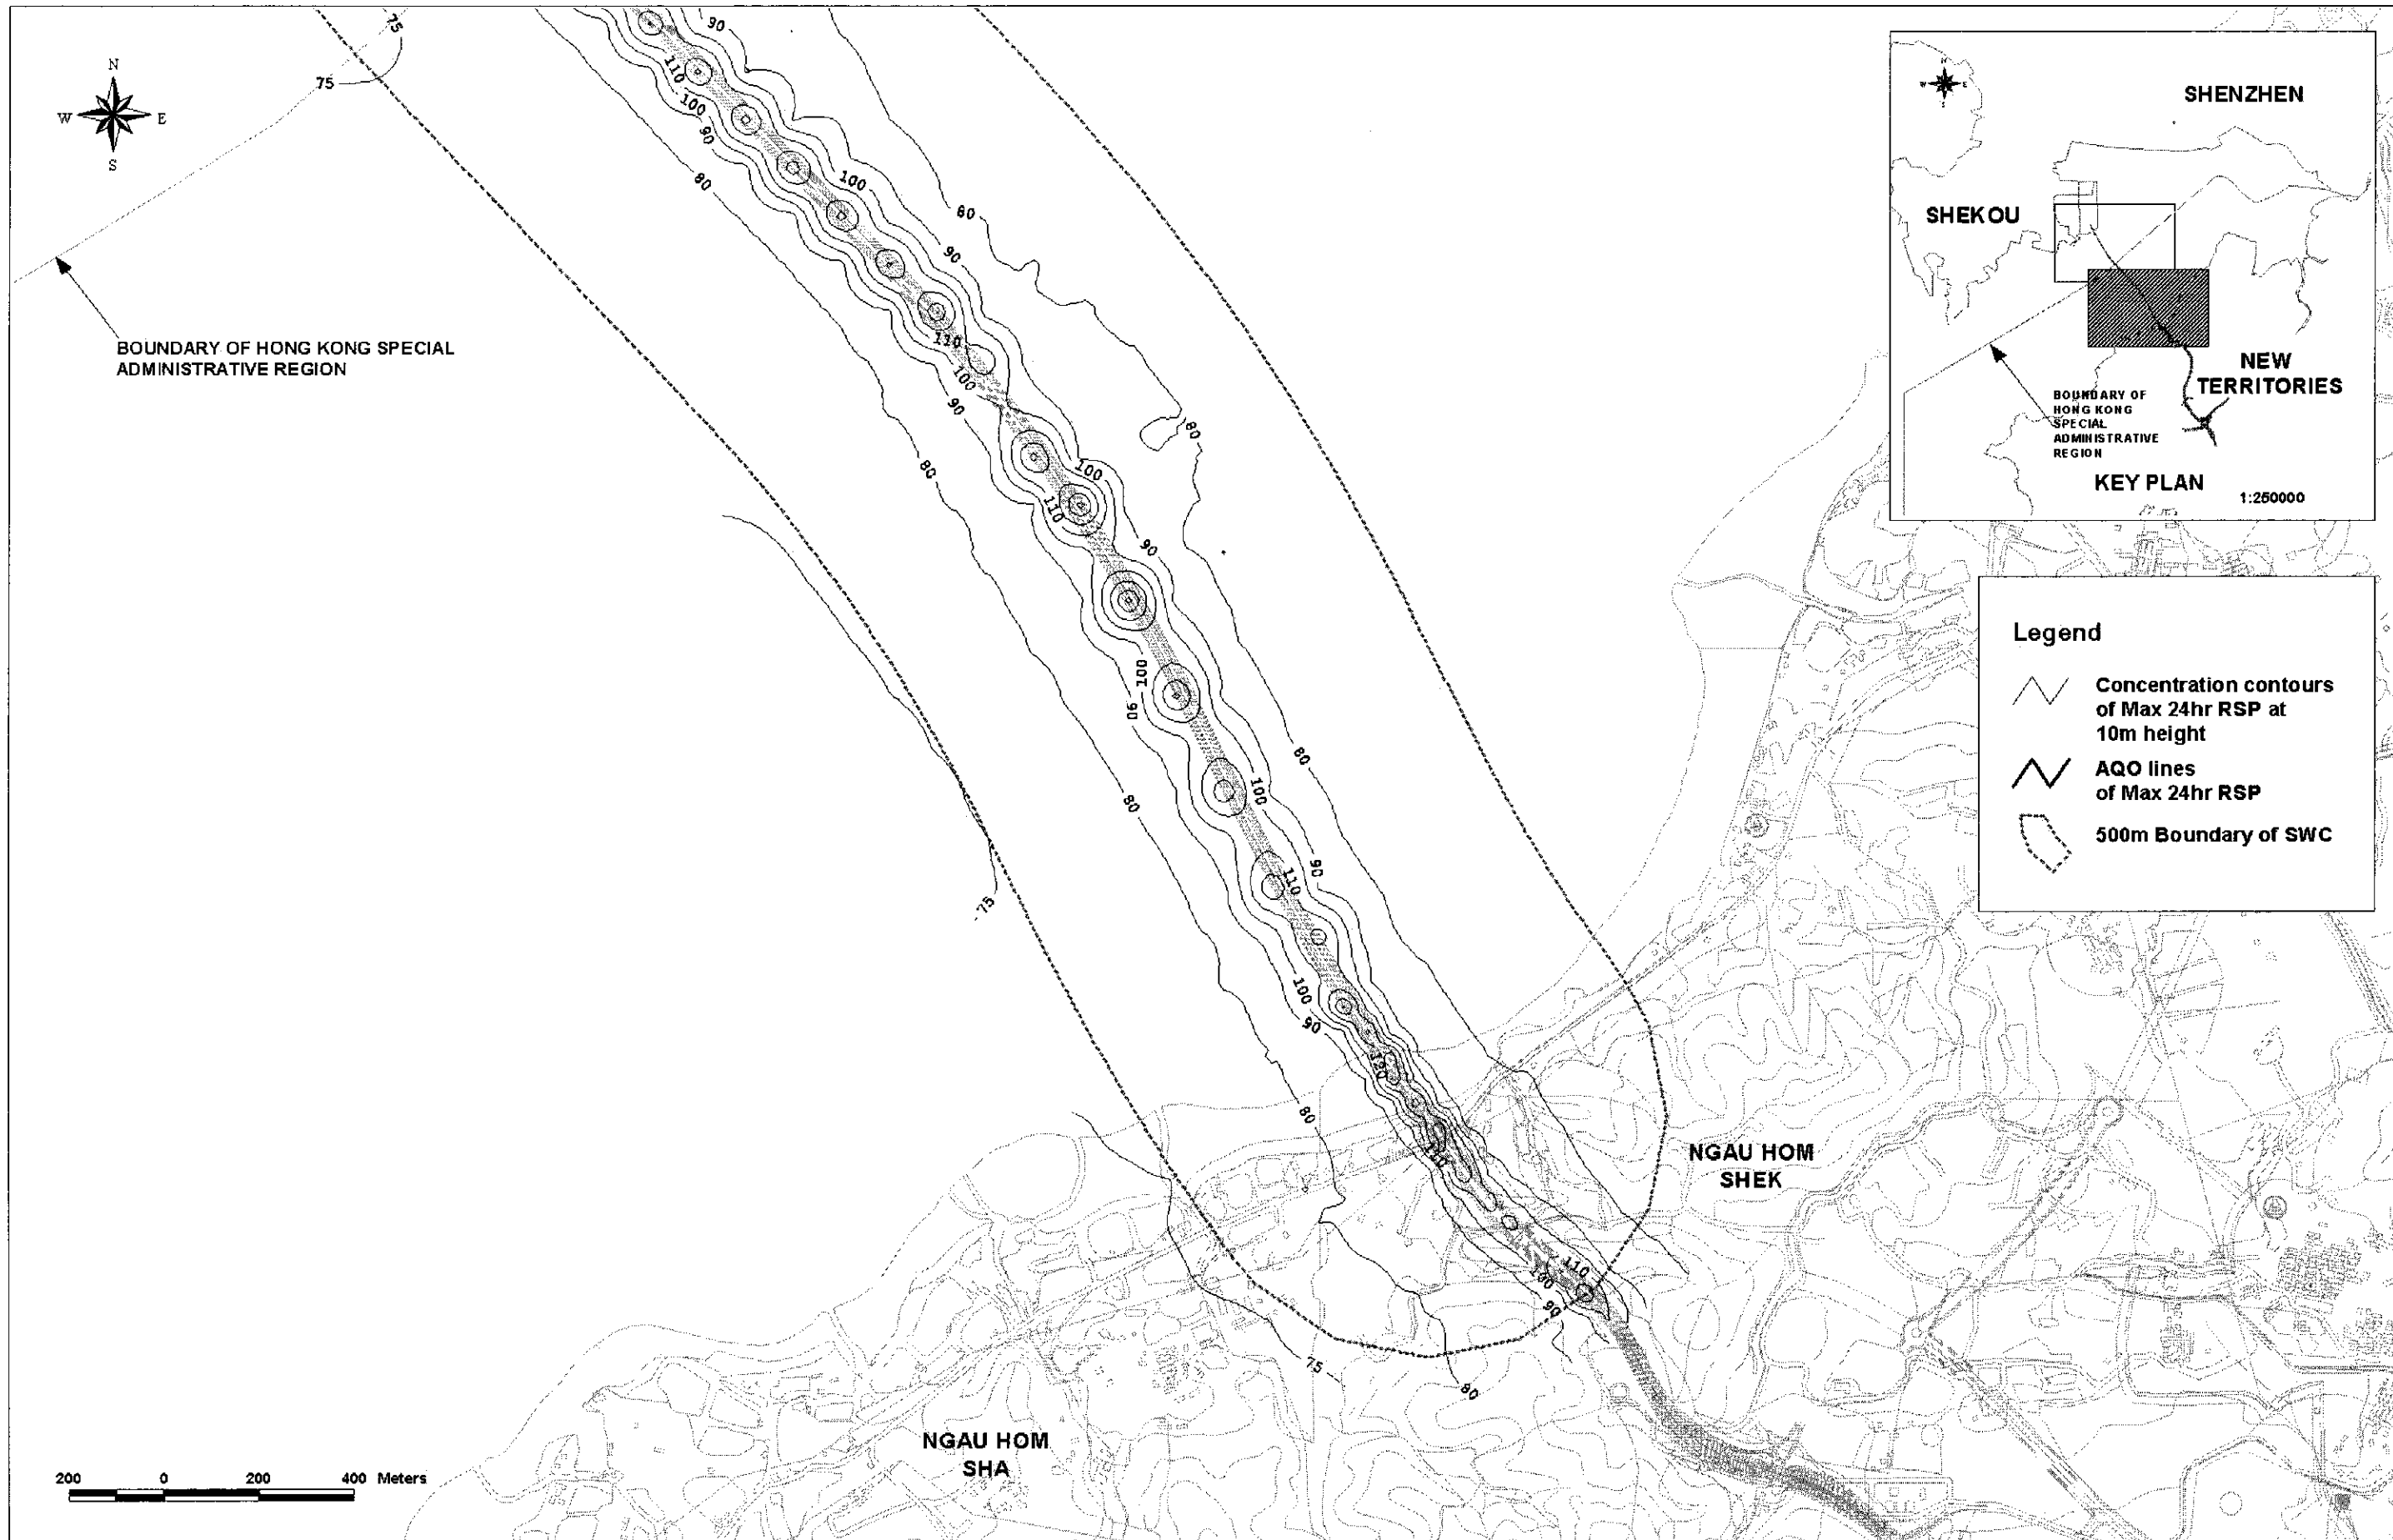 N
W
E
S
BOUNDARY OF HONG KONG SPECIAL
ADMINISTRATIVE REGION
75
75
90
110
100
90
80
100
80
90
110
100
90
80
80
100
110
90
100
90
80
80
100
90
110
75
100
90
120
80
110
100
90
75
80
NGAU HOM
SHEK
NGAU HOM
SHA
200 0 200 400 Meters
N
W
E
S
SHENZHEN
SHEKOU
NEW
TERRITORIES
BOUNDARY OF
HONG KONG
SPECIAL
ADMINISTRATIVE
REGION
KEY PLAN
1:250000
Legend
Concentration contours
of Max 24hr RSP at
10m height
AQO lines
of Max 24hr RSP
500m Boundary of SWC